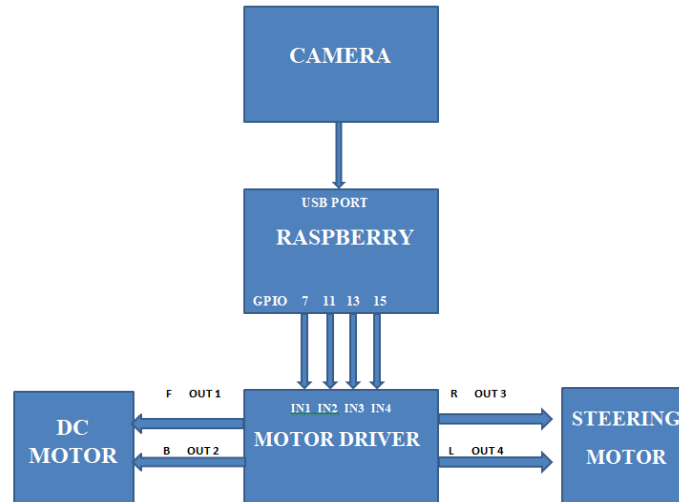 CAMERA
USB PORT
RASPBERRY
GPIO 7 11 13 15
F OUT 1
R OUT 3
IN1 IN2 IN3 IN4
DC
MOTOR
MOTOR DRIVER
STEERING
MOTOR
B OUT 2
L OUT 4